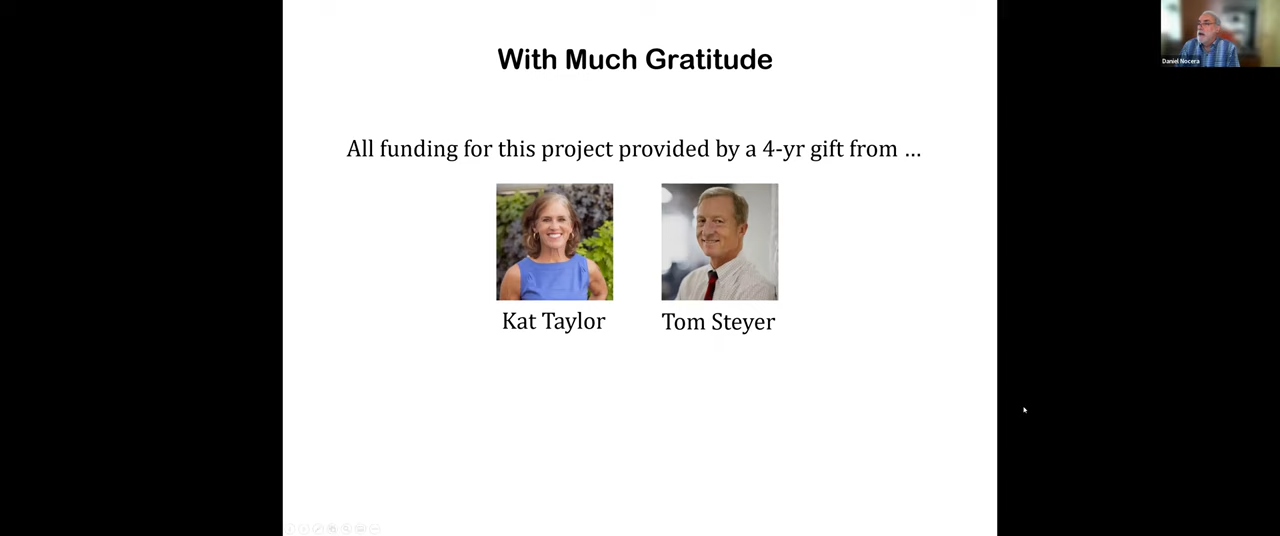 With Much Gratitude
Daniel Nocera
All funding for this project provided by a 4-yr gift from ...
Kat Taylor
Tom Steyer